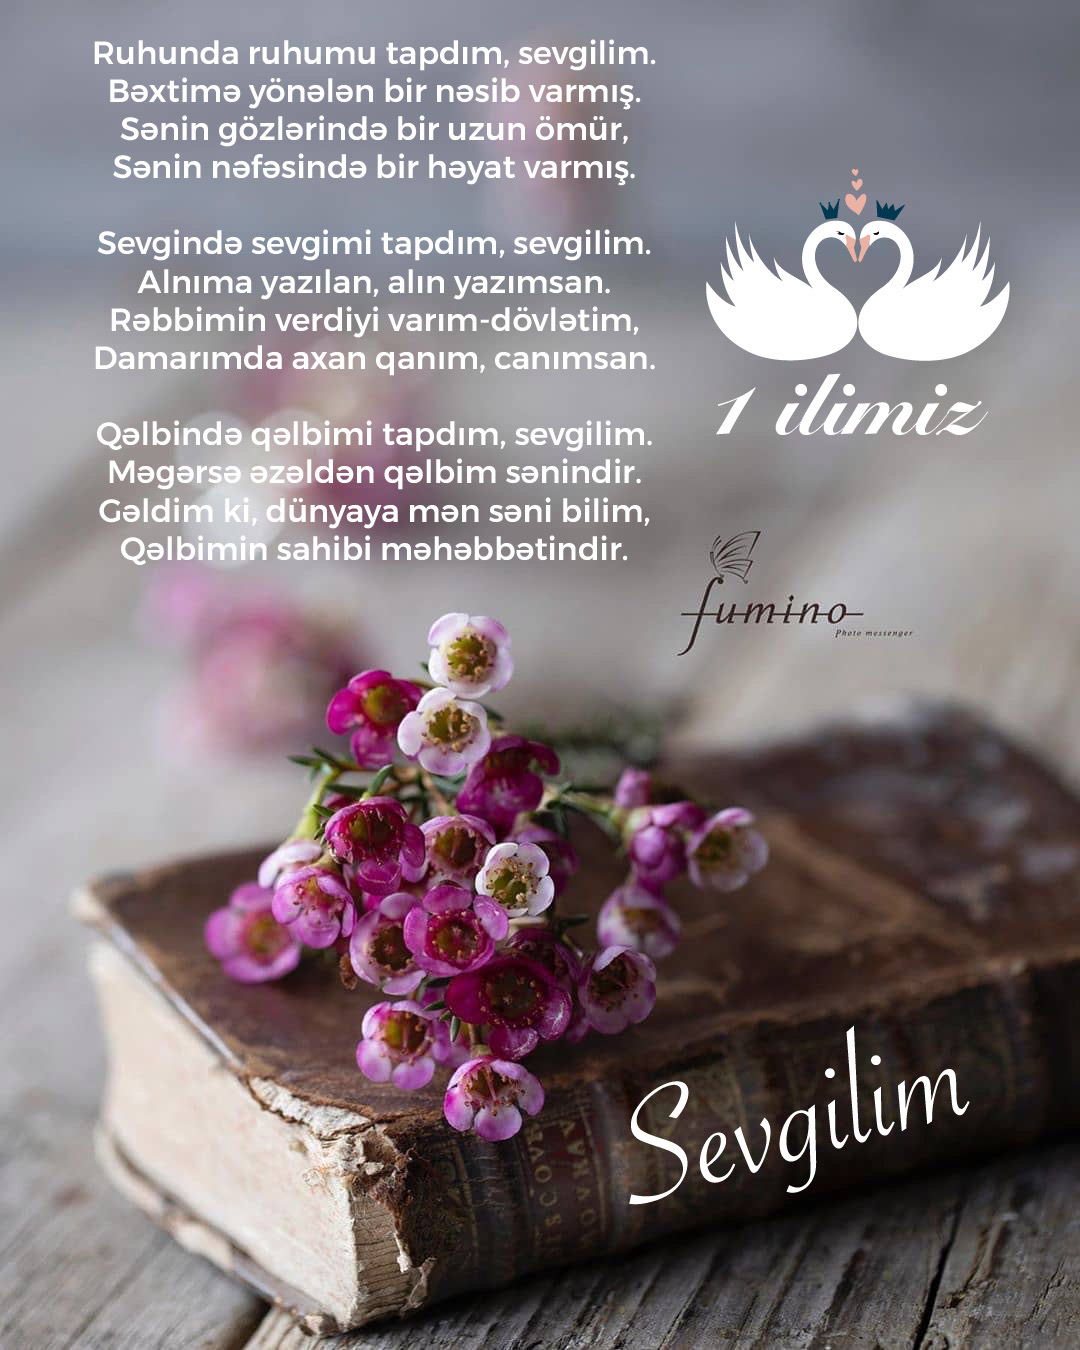 Ruhunda ruhumu tapdım, sevgilim.
Bəxtimə yönələn bir nəsib varmış.
Sənin gözlərində bir uzun ömür,
Sənin nəfəsində bir həyat varmış.
Sevgində sevgimi tapdım, sevgilim.
Alnıma yazılan, alın yazımsan.
Rəbbimin verdiyi varım-dövlətim,
Damarımda axan qanım, canımsan.
Qəlbində qəlbimi tapdım, sevgilim.
Məgərsə əzəldən qəlbim sənindir.
Gəldim ki, dünyaya mən səni bilim,
Qəlbimin sahibi məhəbbətindir.
1 ilimiz
fumino
Photo messenger
Sevgilim